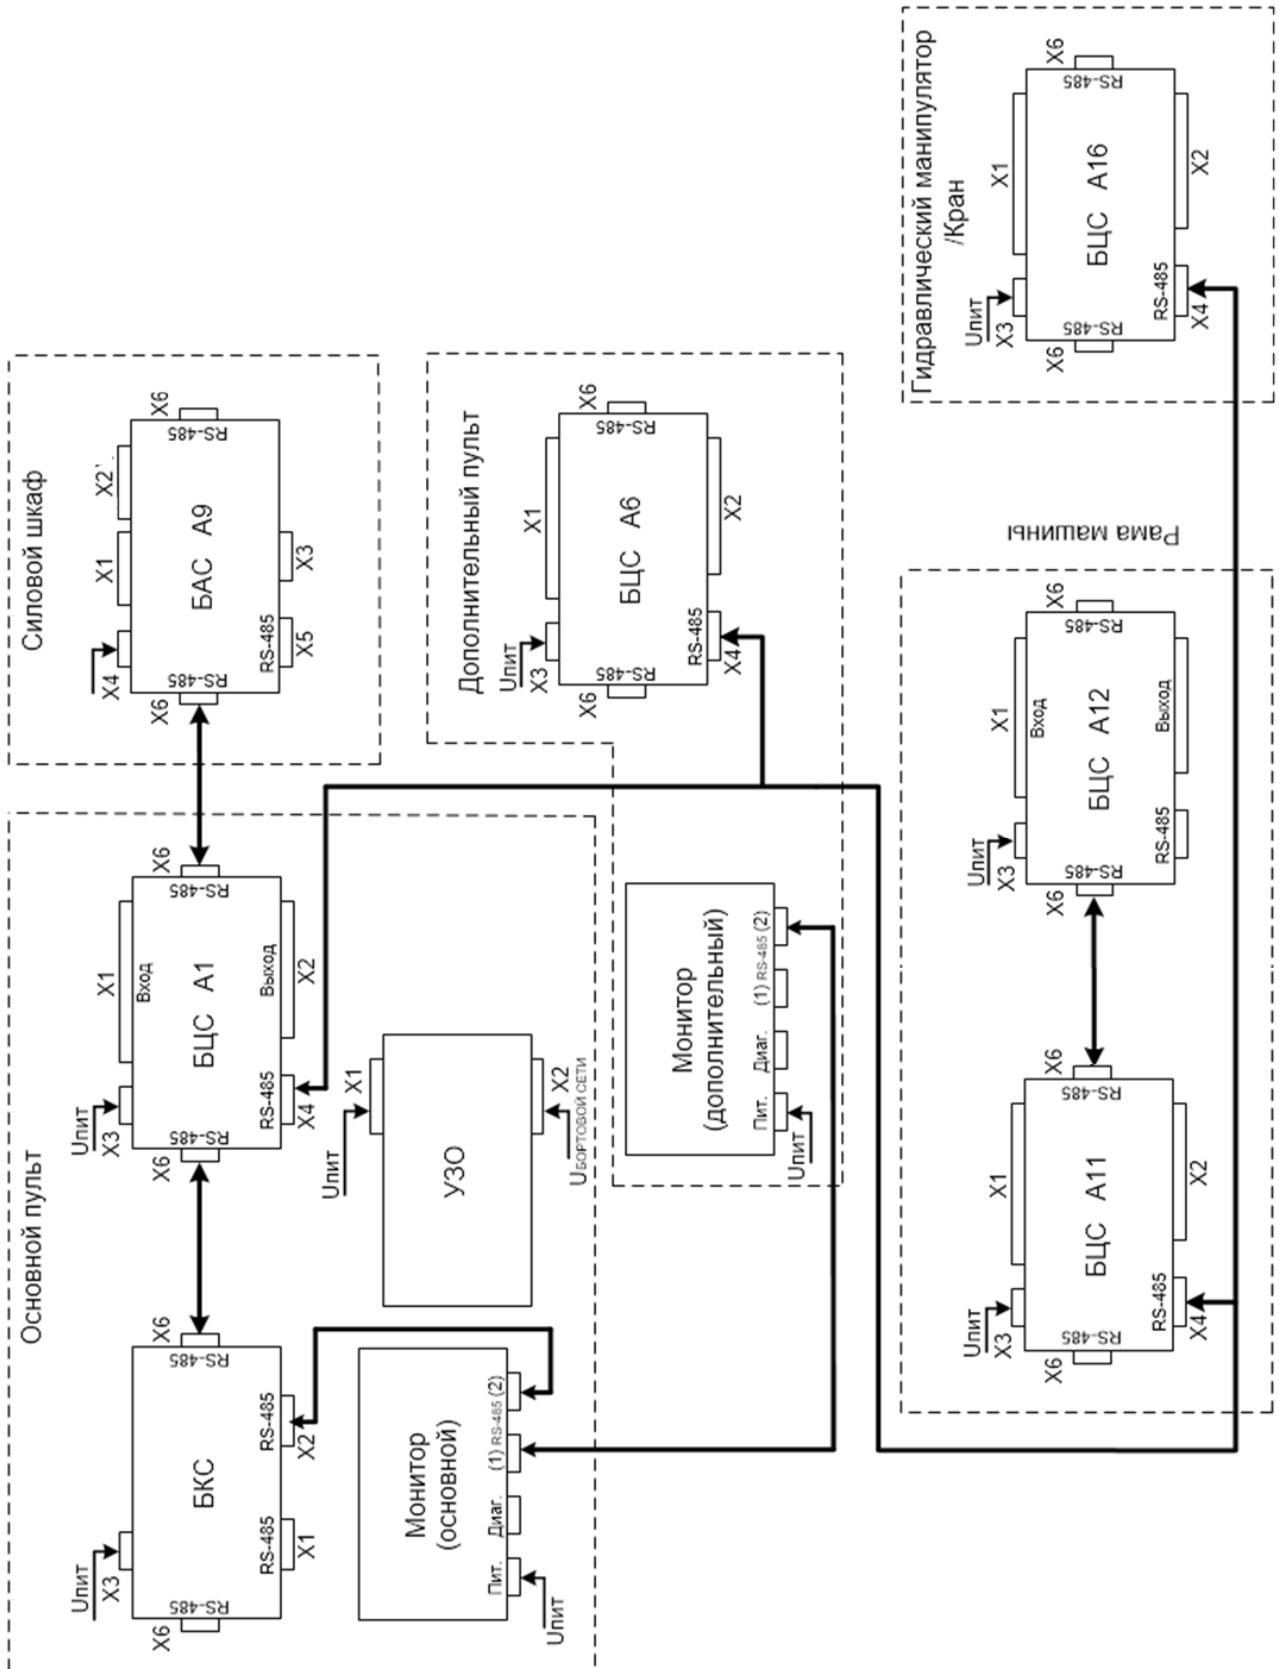 Основной пульт
Uпит
X3
X6
RS-485
БКС
RS-485
X1
RS-485
X2
RS-485
X6
Uпит
X3
X6
RS-485
X1
Вход
БЦС А1
RS-485
X4
Выход
X2
RS-485
X6
Монитор
(основной)
Пит.
Диаг.
(1) RS-485 (2)
Uпит
УЗО
Uпит
X1
X2
UБОРТОВОЙ СЕТИ
Силовой шкаф
X4
X1
X2`
X6
RS-485
БАС А9
RS-485
X5
X3
RS-485
X6
Дополнительный пульт
Uпит
X3
X1
X6
RS-485
БЦС А6
RS-485
X4
X2
RS-485
X6
Монитор
(дополнительный)
Пит.
Диаг.
(1) RS-485 (2)
Uпит
Рама машины
Uпит
X3
X1
X6
RS-485
БЦС А11
RS-485
X4
X2
RS-485
X6
Uпит
X3
X1
Вход
X6
RS-485
БЦС А12
RS-485
Выход
RS-485
X6
Гидравлический манипулятор
/Кран
Uпит
X3
X1
X6
RS-485
БЦС А16
RS-485
X4
X2
RS-485
X6